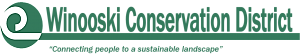 Winooski Conservation District
"Connecting people to a sustainable landscape"